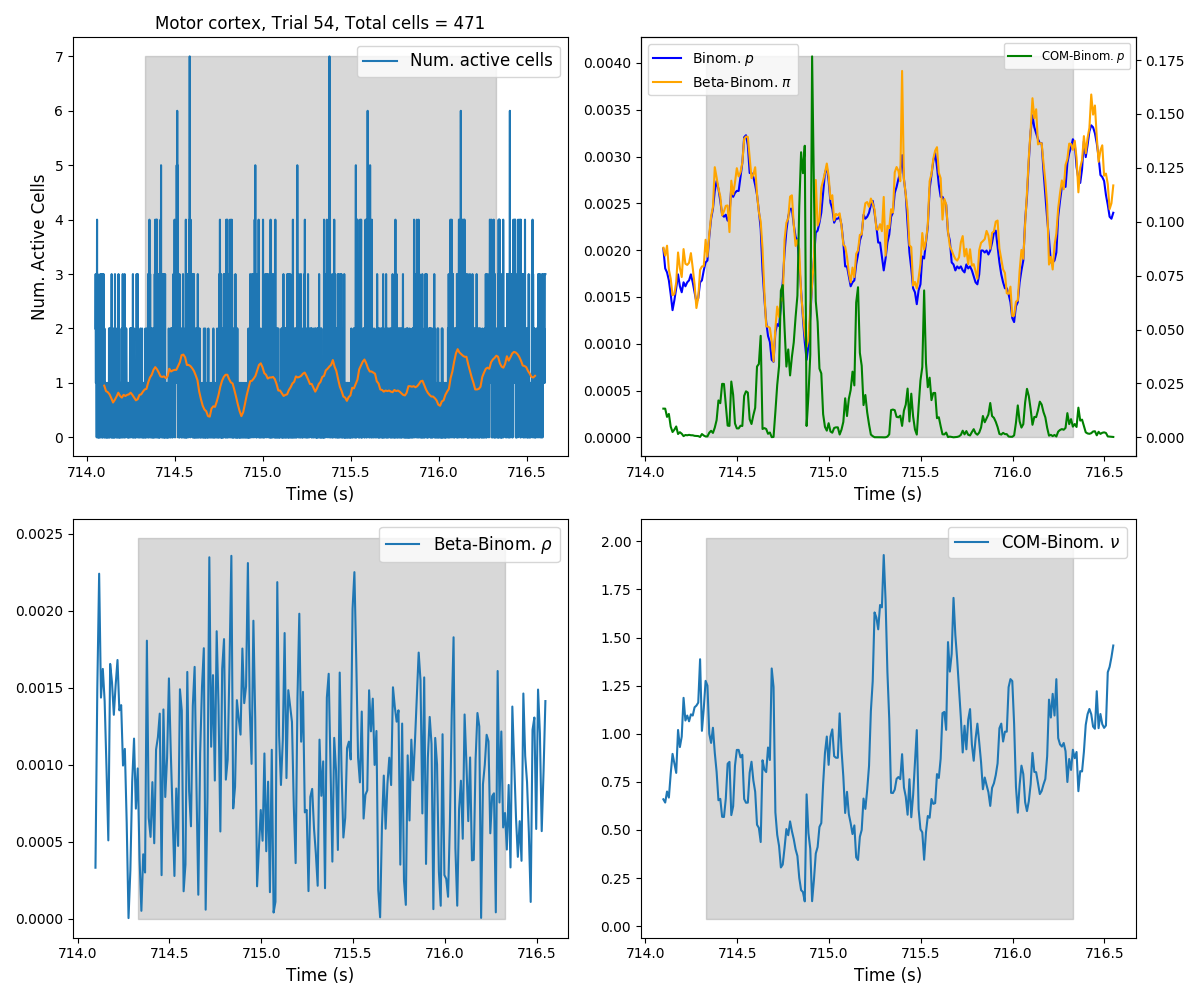 Motor cortex, Trial 54, Total cells = 471
Num. active cells
7
6
5
4
3
2
1
0
Num. Active Cells
714.0 714.5 715.0 715.5 716.0 716.5
Time (s)
Binom. p
Beta-Binom. π
COM-Binom. p
0.0040
0.0035
0.0030
0.0025
0.0020
0.0015
0.0010
0.0005
0.0000
0.175
0.150
0.125
0.100
0.075
0.050
0.025
0.000
714.0 714.5 715.0 715.5 716.0 716.5
Time (s)
Beta-Binom. ρ
0.0025
0.0020
0.0015
0.0010
0.0005
0.0000
714.0 714.5 715.0 715.5 716.0 716.5
Time (s)
COM-Binom. ν
2.00
1.75
1.50
1.25
1.00
0.75
0.50
0.25
0.00
714.0 714.5 715.0 715.5 716.0 716.5
Time (s)